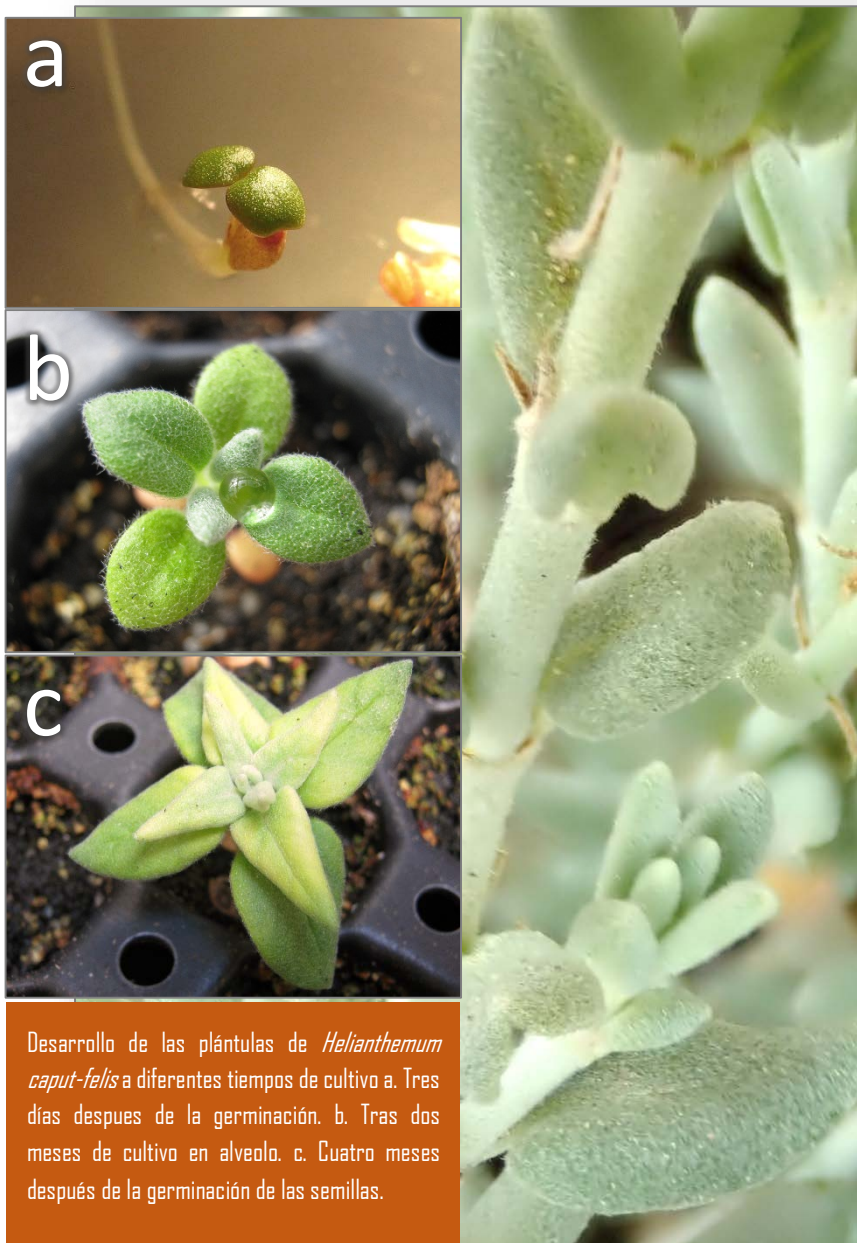 a
b
c
Desarrollo de las plántulas de Helianthemum
caput-felis a diferentes tiempos de cultivo a. Tres
días despues de la germinación. b. Tras dos
meses de cultivo en alveolo. c. Cuatro meses
después de la germinación de las semillas.